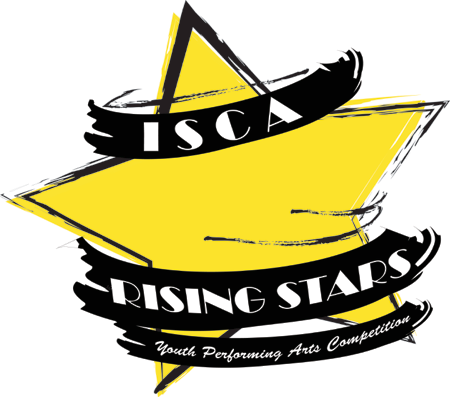 ISCA
RISING STARS
Youth Performing Arts Competition